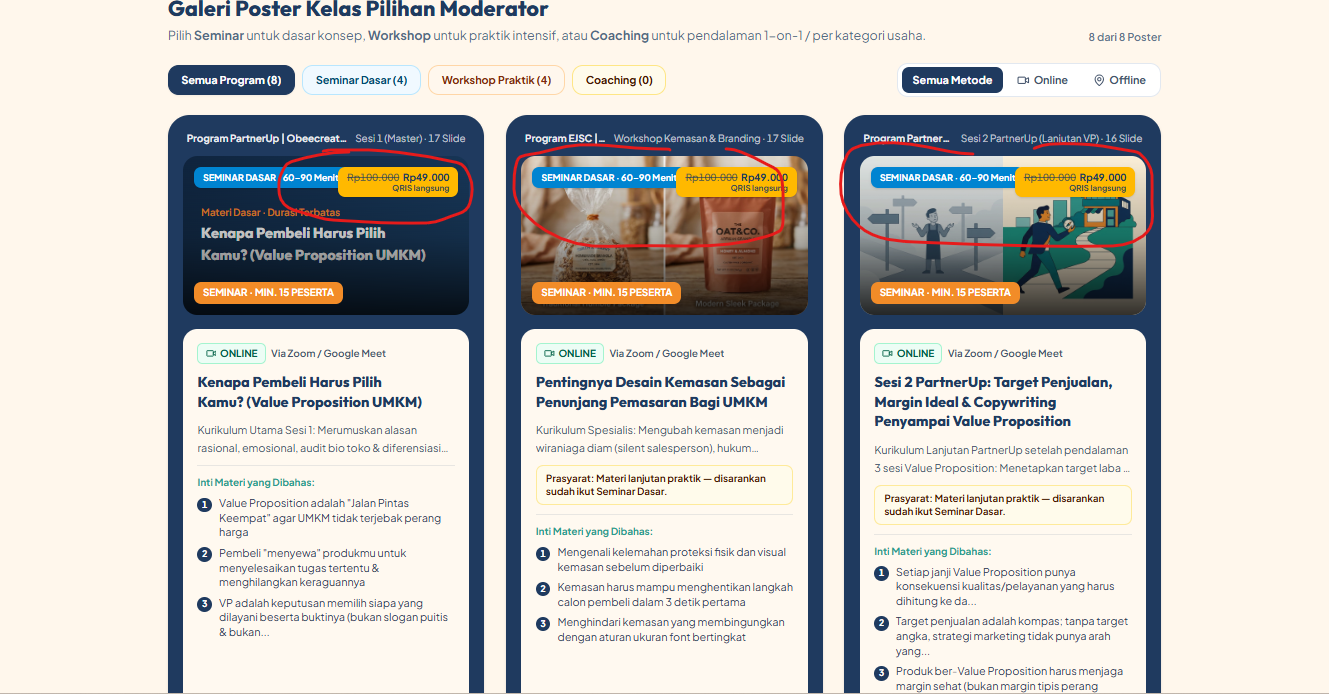 Galeri Poster Kelas Pilihan Moderator
Pilih Seminar untuk dasar konsep, Workshop untuk praktik intensif, atau Coaching untuk pendalaman 1-on-1 / per kategori usaha.
8 dari 8 Poster
Semua Program (8)
Seminar Dasar (4)
Workshop Praktik (4)
Coaching (0)
Semua Metode
Online
Offline
Program PartnerUp | Obeecreat...
Sesi 1 (Master) · 17 Slide
SEMINAR DASAR · 60-90 Menit
Rp100.000 Rp49.000
QRIS langsung
Materi Dasar · Durasi Terbatas
Kenapa Pembeli Harus Pilih
Kamu? (Value Proposition UMKM)
SEMINAR · MIN. 15 PESERTA
ONLINE
Via Zoom / Google Meet
Kenapa Pembeli Harus Pilih
Kamu? (Value Proposition UMKM)
Kurikulum Utama Sesi 1: Merumuskan alasan
rasional, emosional, audit bio toko & diferensiasi...
Inti Materi yang Dibahas:
1 Value Proposition adalah "Jalan Pintas
Keempat" agar UMKM tidak terjebak perang
harga
2 Pembeli "menyewa" produkmu untuk
menyelesaikan tugas tertentu &
menghilangkan keraguannya
3 VP adalah keputusan memilih siapa yang
dilayani beserta buktinya (bukan slogan puitis
& bukan...
Program EJSC |...
Workshop Kemasan & Branding · 17 Slide
SEMINAR DASAR · 60-90 Menit
Rp100.000 Rp49.000
QRIS langsung
OAT&CO.
Modern Sleek Package
SEMINAR · MIN. 15 PESERTA
ONLINE
Via Zoom / Google Meet
Pentingnya Desain Kemasan Sebagai
Penunjang Pemasaran Bagi UMKM
Kurikulum Spesialis: Mengubah kemasan menjadi
wiraniaga diam (silent salesperson), hukum...
Prasyarat: Materi lanjutan praktik — disarankan
sudah ikut Seminar Dasar.
Inti Materi yang Dibahas:
1 Mengenali kelemahan proteksi fisik dan visual
kemasan sebelum diperbaiki
2 Kemasan harus mampu menghentikan langkah
calon pembeli dalam 3 detik pertama
3 Menghindari kemasan yang membingungkan
dengan aturan ukuran font bertingkat
Program Partner...
Sesi 2 PartnerUp (Lanjutan VP) · 16 Slide
SEMINAR DASAR · 60-90 Menit
Rp100.000 Rp49.000
QRIS langsung
SEMINAR · MIN. 15 PESERTA
ONLINE
Via Zoom / Google Meet
Sesi 2 PartnerUp: Target Penjualan,
Margin Ideal & Copywriting
Penyampai Value Proposition
Kurikulum Lanjutan PartnerUp setelah pendalaman
3 sesi Value Proposition: Menetapkan target laba ...
Prasyarat: Materi lanjutan praktik — disarankan
sudah ikut Seminar Dasar.
Inti Materi yang Dibahas:
1 Setiap janji Value Proposition punya
konsekuensi kualitas/pelayanan yang harus
dihitung ke da...
2 Target penjualan adalah kompas; tanpa target
angka, strategi marketing tidak punya arah
yang...
3 Produk ber-Value Proposition harus menjaga
margin sehat (bukan margin tipis perang